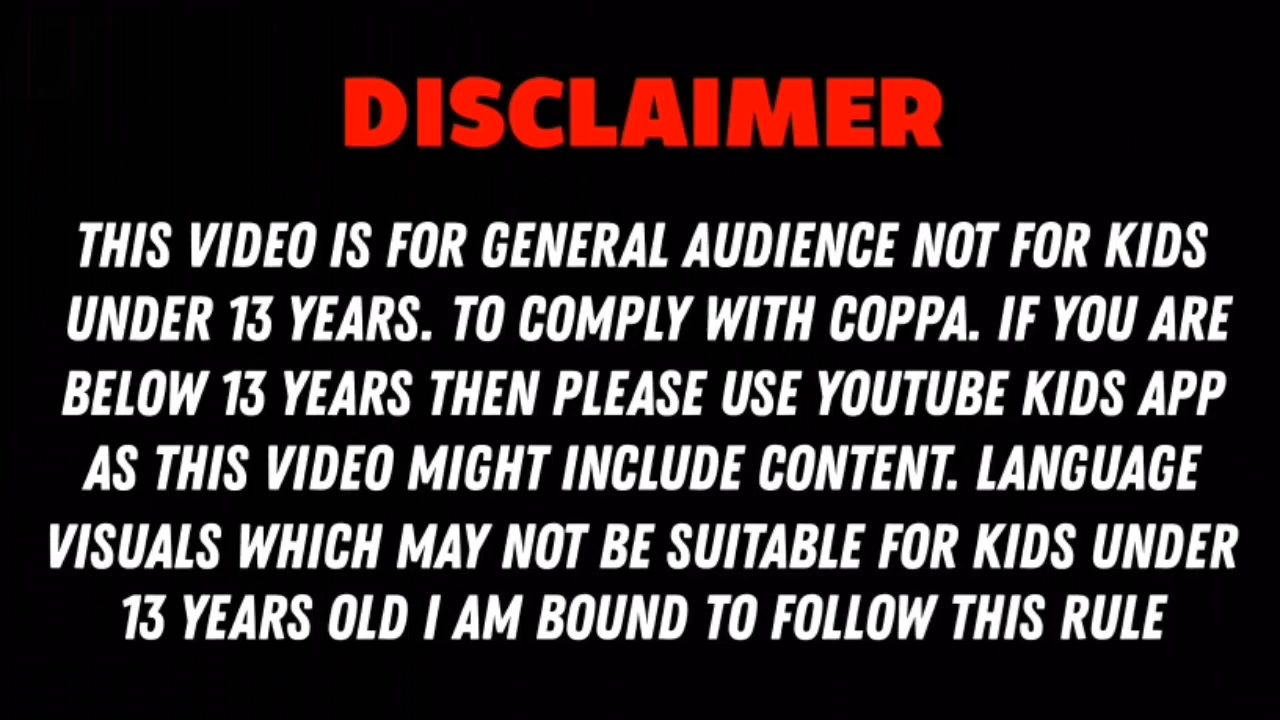 DISCLAIMER
THIS VIDEO IS FOR GENERAL AUDIENCE NOT FOR KIDS
UNDER 13 YEARS. TO COMPLY WITH COPPA. IF YOU ARE
BELOW 13 YEARS THEN PLEASE USE YOUTUBE KIDS APP
AS THIS VIDEO MIGHT INCLUDE CONTENT. LANGUAGE
VISUALS WHICH MAY NOT BE SUITABLE FOR KIDS UNDER
13 YEARS OLD I AM BOUND TO FOLLOW THIS RULE